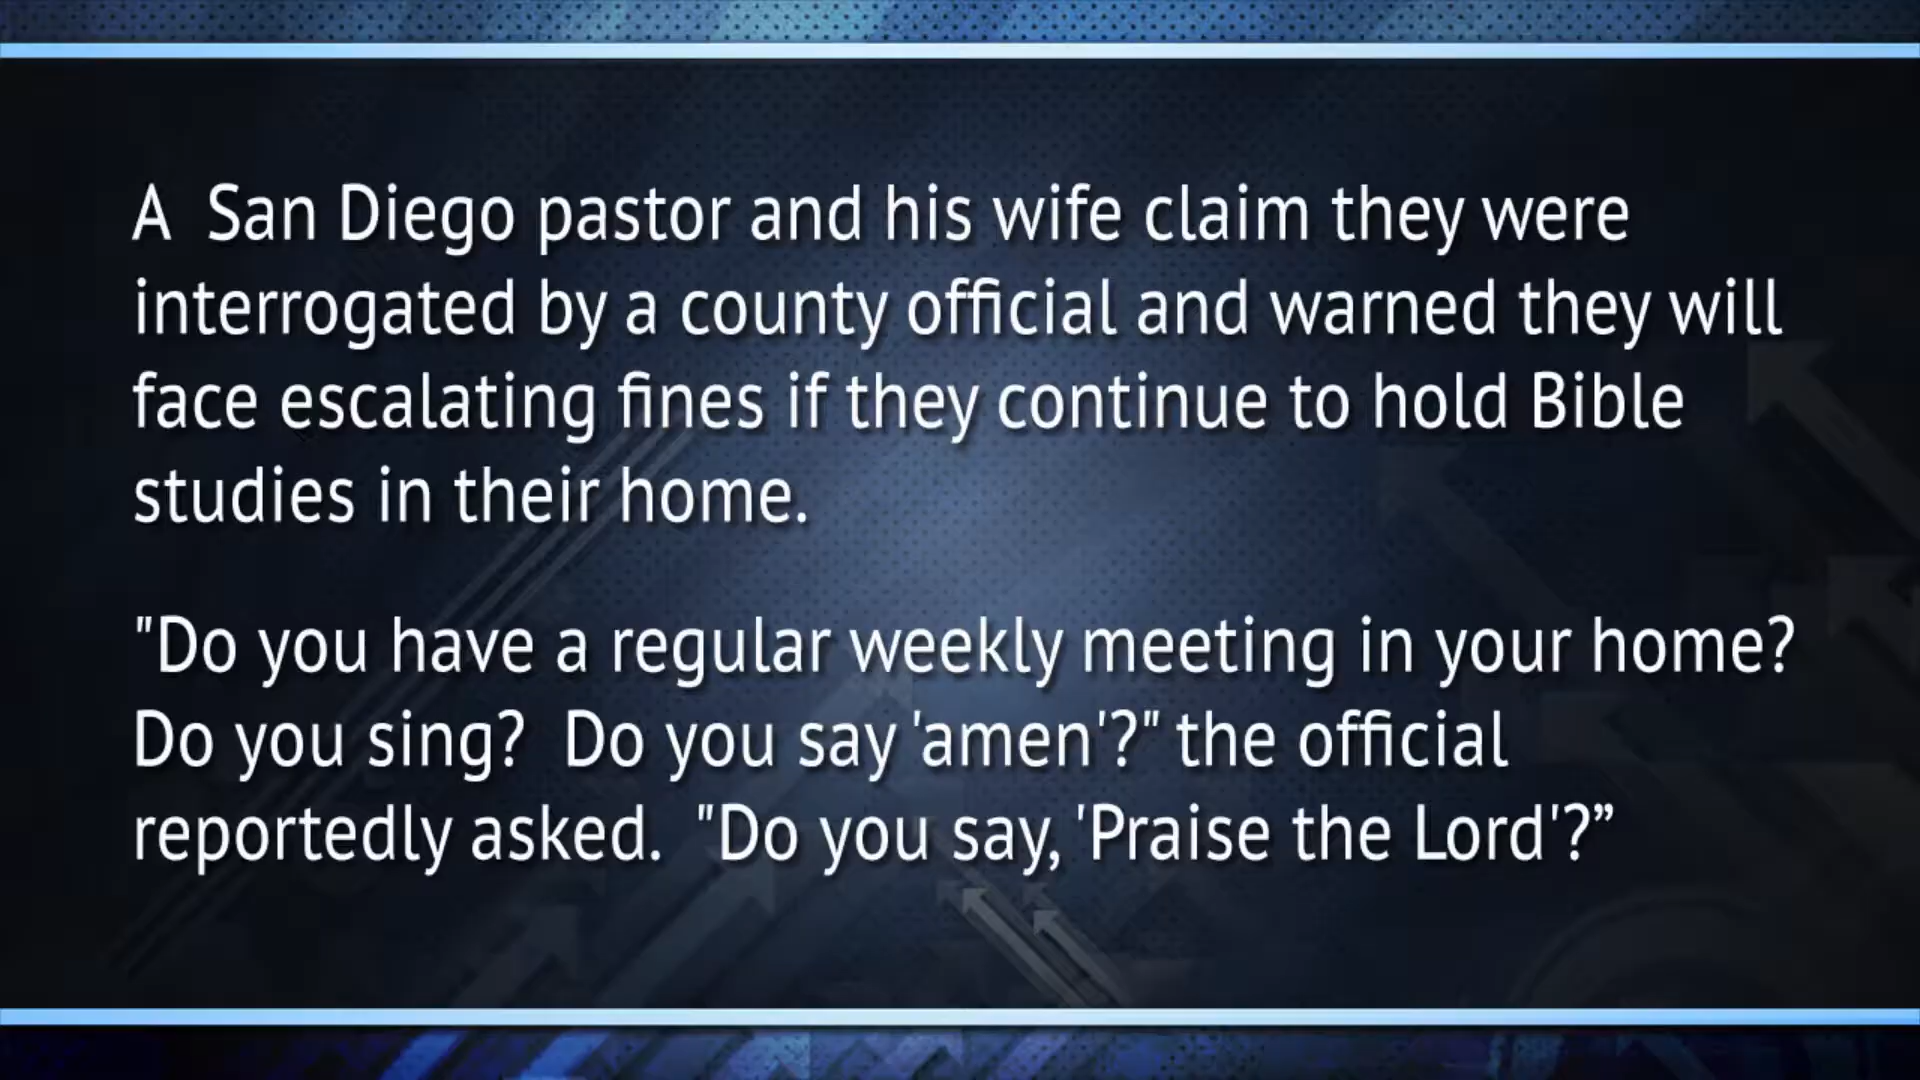 A  San Diego pastor and his wife claim they were
interrogated by a county official and warned they will
face escalating fines if they continue to hold Bible
studies in their home.
"Do you have a regular weekly meeting in your home?
Do you sing?  Do you say 'amen'?" the official
reportedly asked.  "Do you say, 'Praise the Lord'?”